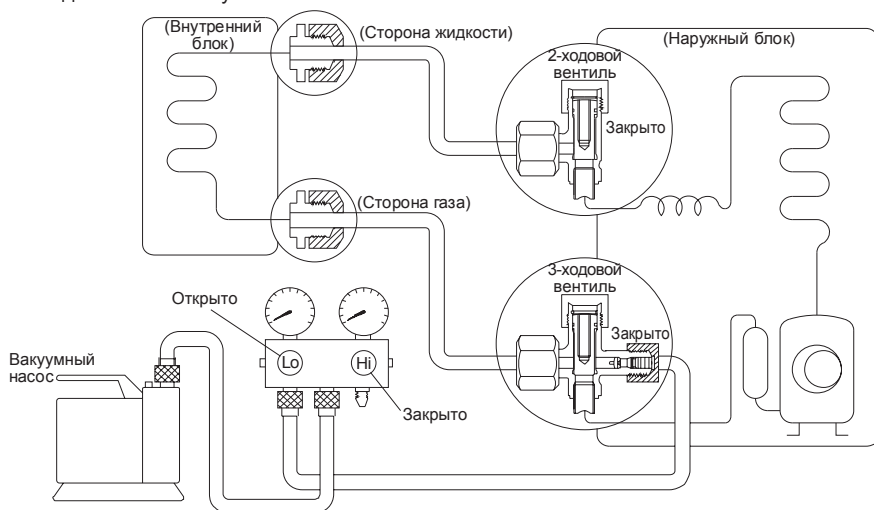 (Внутренний
блок)
(Сторона жидкости)
(Наружный блок)
2-ходовой
вентиль
Закрыто
(Сторона газа)
3-ходовой
вентиль
Закрыто
Открыто
Вакуумный
насос
Lo
Hi
Закрыто